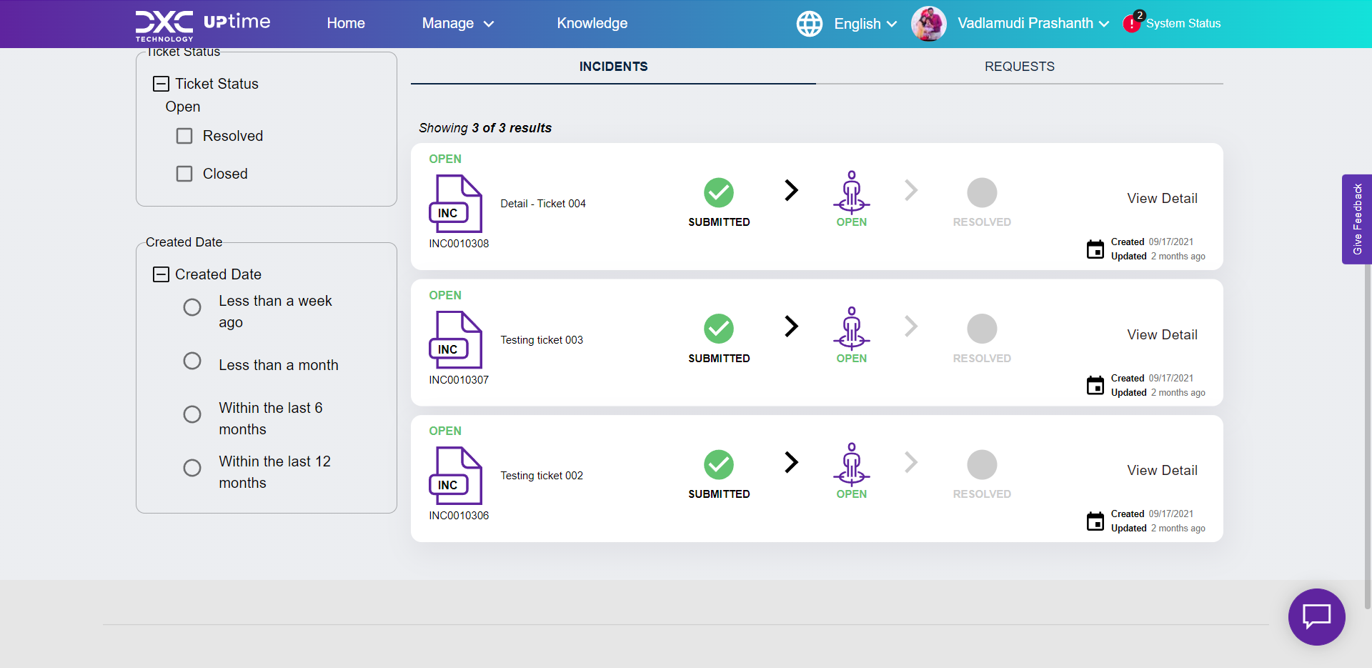 DXC TECHNOLOGY UPtime Home Manage Knowledge English Vadlamudi Prashanth ! 2 System Status
Ticket Status
Ticket Status
Open
Resolved
Closed
Created Date
Created Date
Less than a week
ago
Less than a month
Within the last 6
months
Within the last 12
months
INCIDENTS REQUESTS
Showing 3 of 3 results
OPEN
INC
INC0010308
Detail - Ticket 004
SUBMITTED
OPEN
RESOLVED
View Detail
Created 09/17/2021
Updated 2 months ago
OPEN
INC
INC0010307
Testing ticket 003
SUBMITTED
OPEN
RESOLVED
View Detail
Created 09/17/2021
Updated 2 months ago
OPEN
INC
INC0010306
Testing ticket 002
SUBMITTED
OPEN
RESOLVED
View Detail
Created 09/17/2021
Updated 2 months ago
Give Feedback